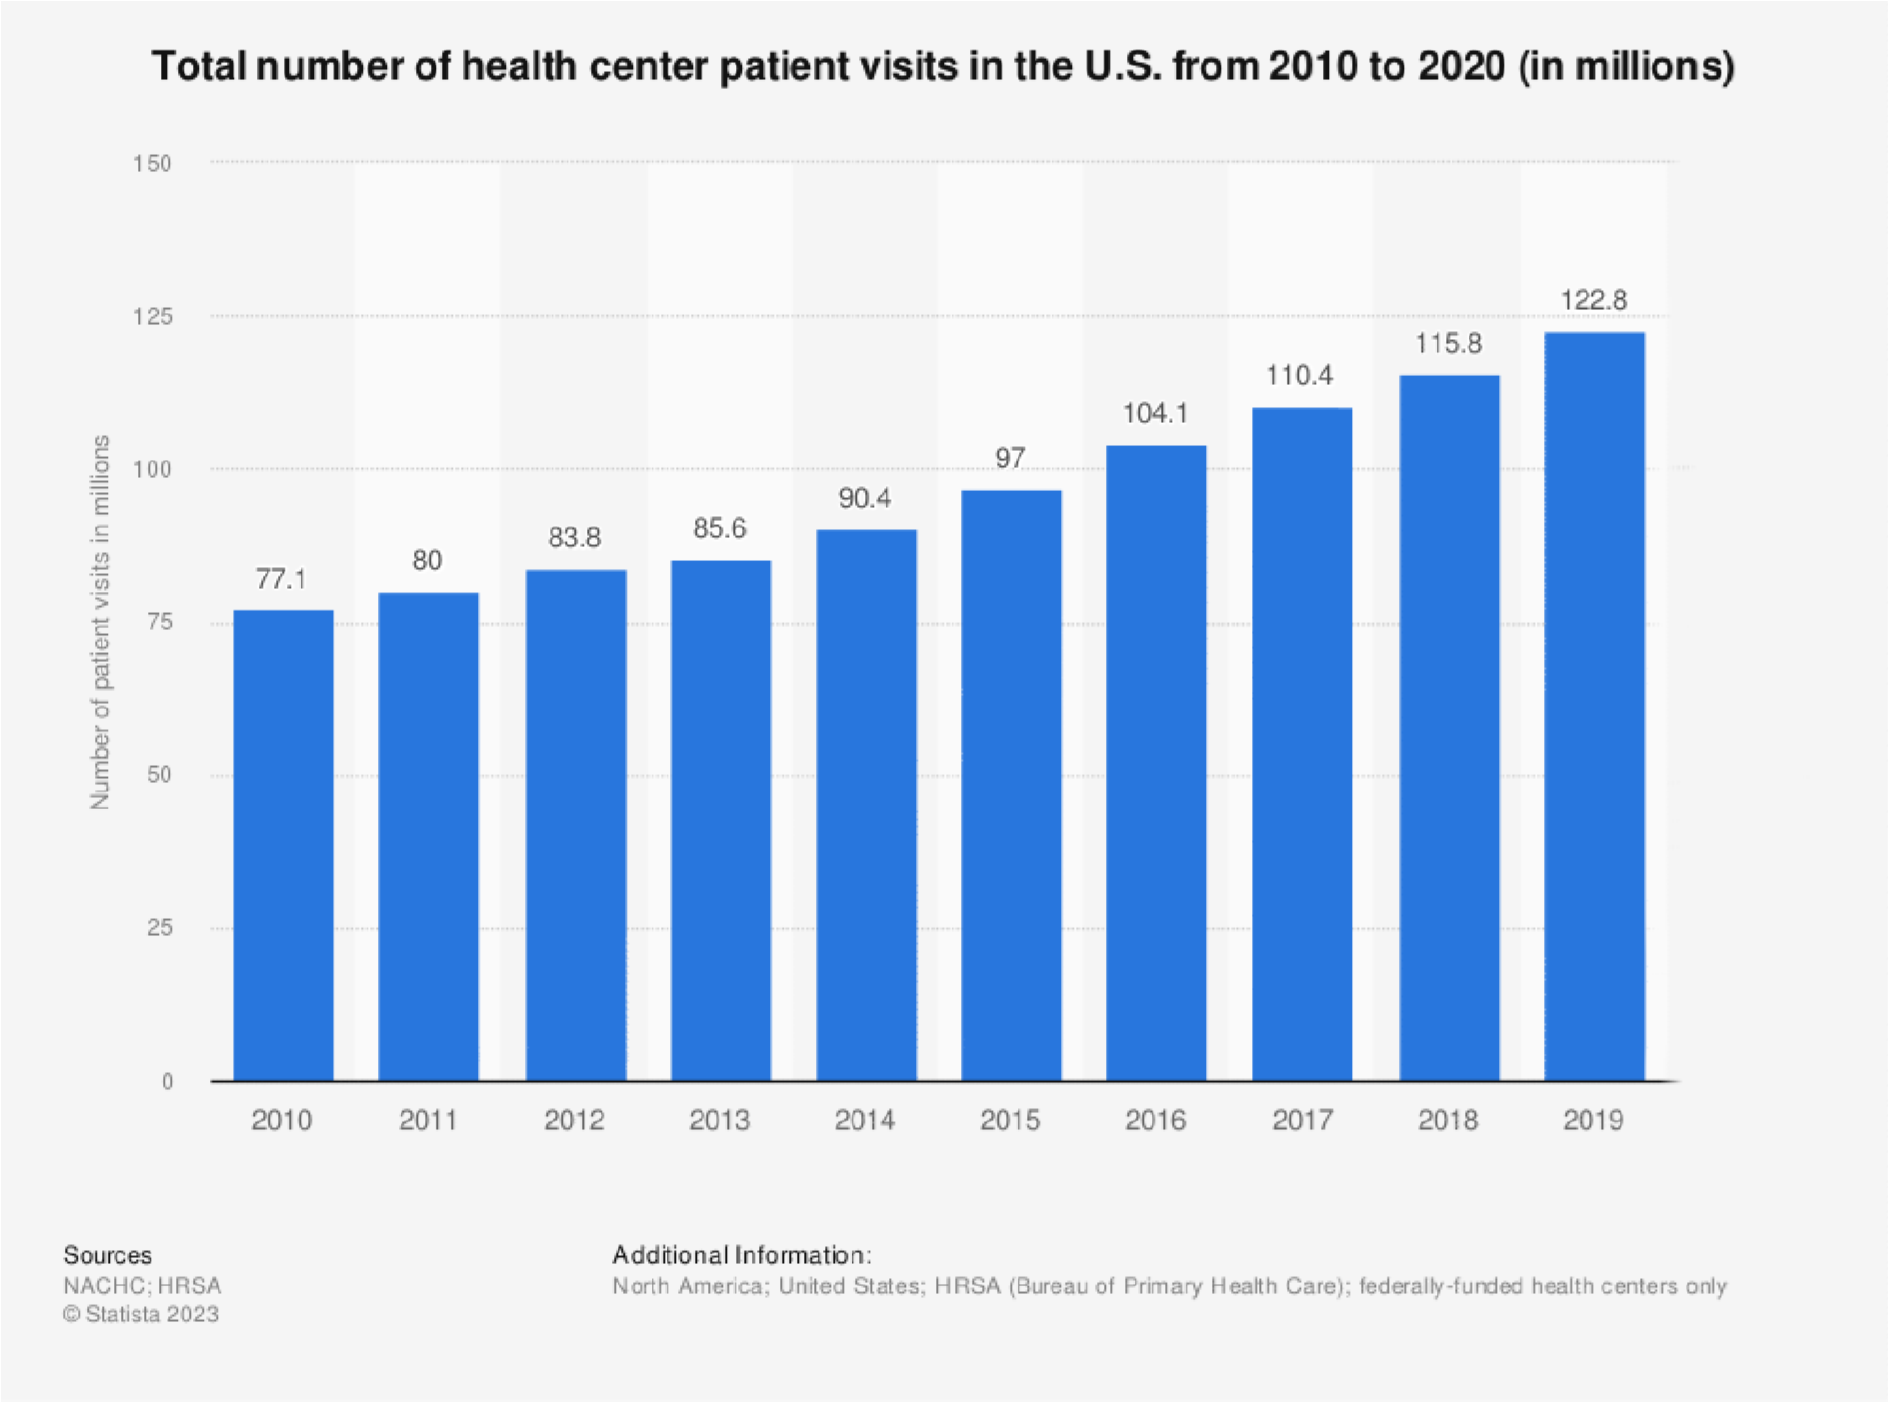 Total number of health center patient visits in the U.S. from 2010 to 2020 (in millions)
Number of patient visits in millions
150
125
100
75
50
25
0
77.1
80
83.8
85.6
90.4
97
104.1
110.4
115.8
122.8
2010 2011 2012 2013 2014 2015 2016 2017 2018 2019
Sources
NACHC; HRSA
© Statista 2023
Additional Information:
North America; United States; HRSA (Bureau of Primary Health Care); federally-funded health centers only